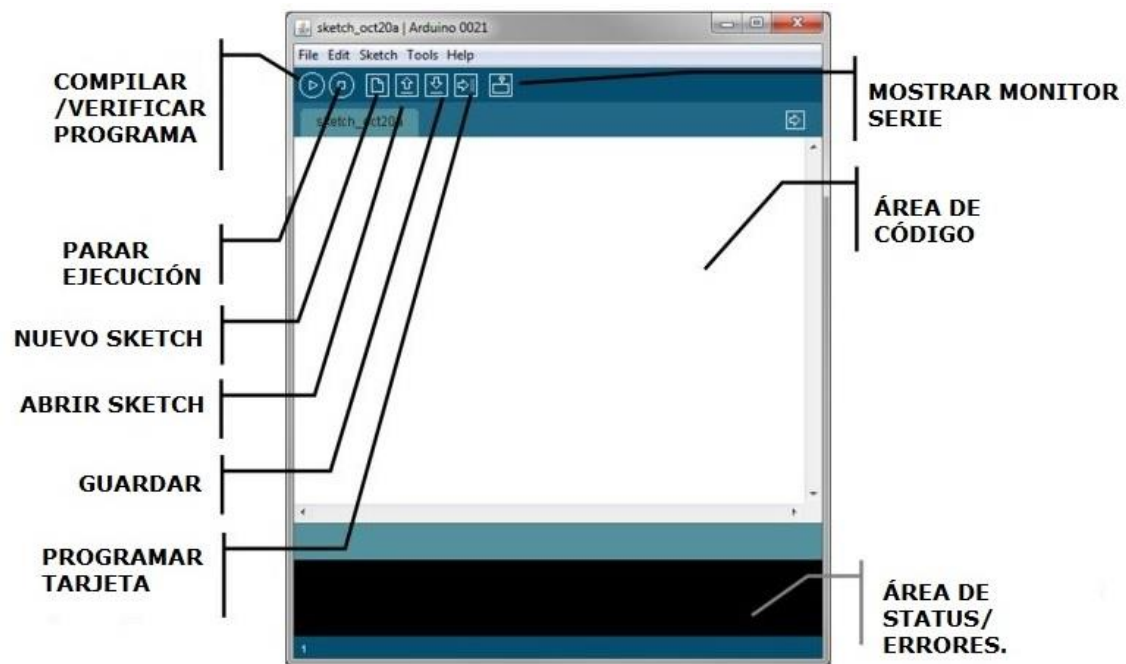 sketch_oct20a | Arduino 0021
File Edit Sketch Tools Help
sketch_oct20a
COMPILAR
/VERIFICAR
PROGRAMA
PARAR
EJECUCIÓN
NUEVO SKETCH
ABRIR SKETCH
GUARDAR
PROGRAMAR
TARJETA
MOSTRAR MONITOR
SERIE
ÁREA DE
CÓDIGO
ÁREA DE
STATUS/
ERRORES.
1